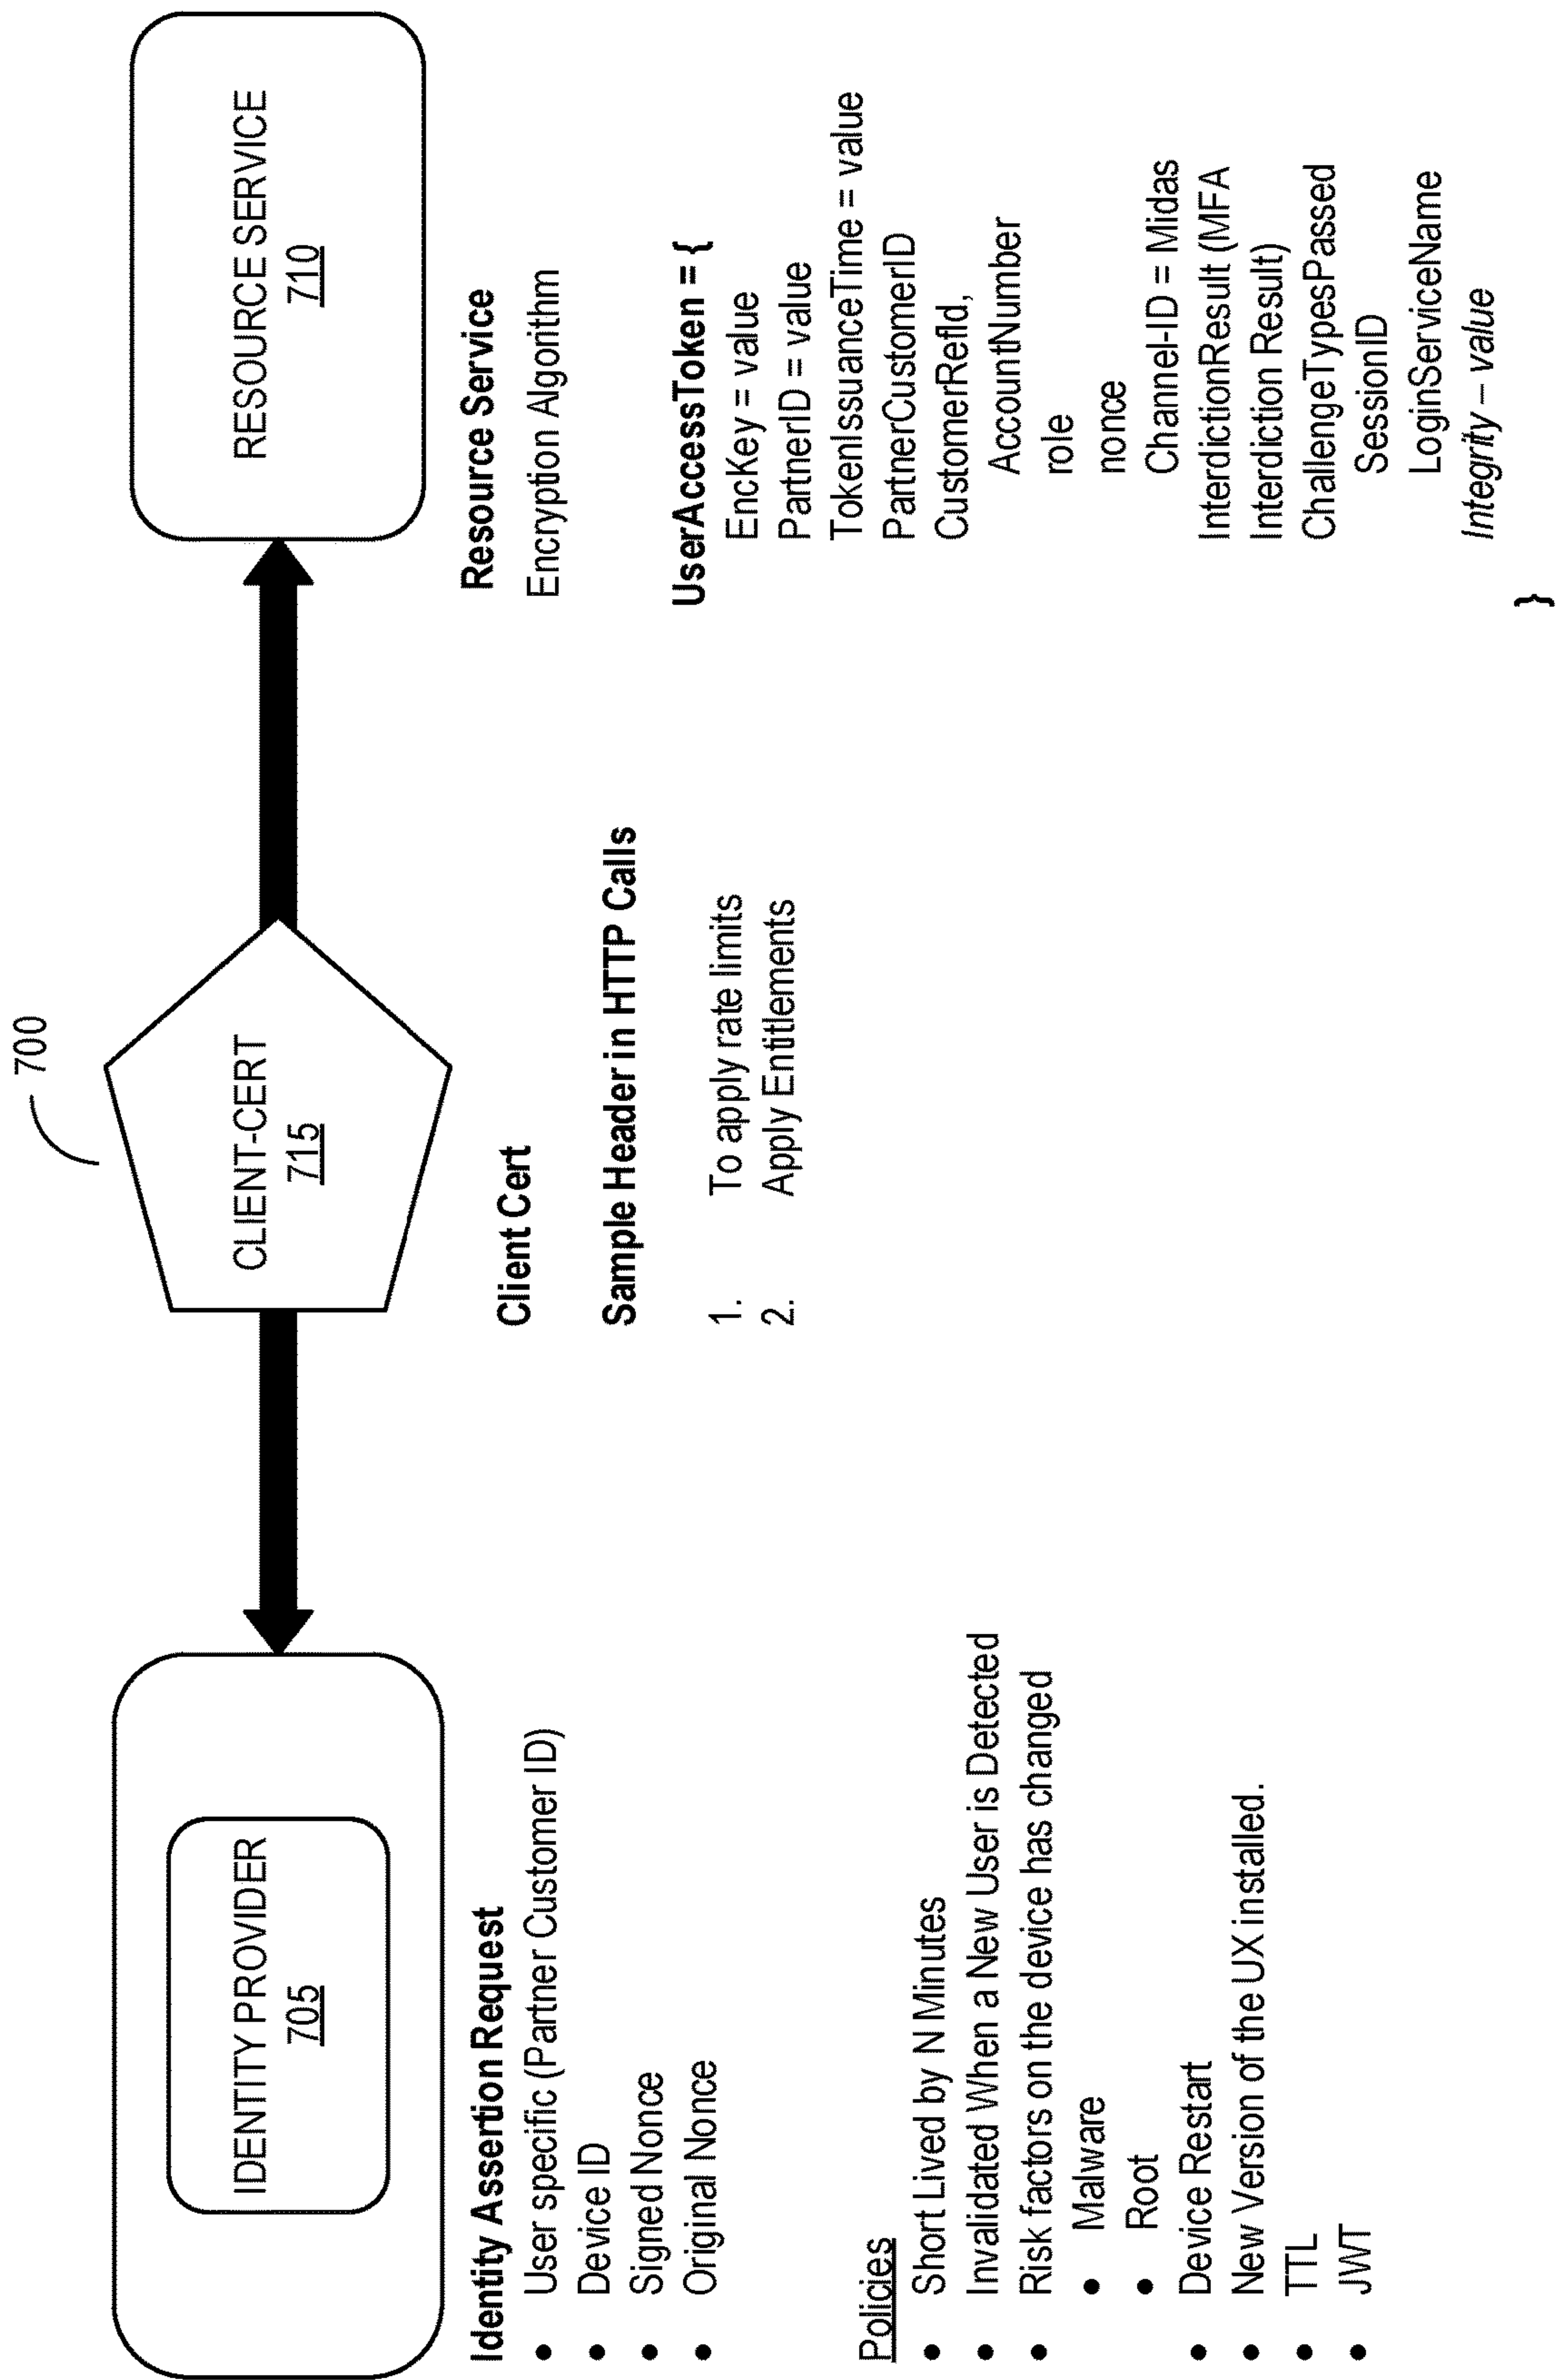 700
IDENTITY PROVIDER
705
CLIENT-CERT
715
RESOURCE SERVICE
710
Identity Assertion Request
• User specific (Partner Customer ID)
• Device ID
• Signed Nonce
• Original Nonce
Policies
• Short Lived by N Minutes
• Invalidated When a New User is Detected
• Risk factors on the device has changed
• Malware
• Root
• Device Restart
• New Version of the UX installed.
• TTL
• JWT
Client Cert
Sample Header in HTTP Calls
1. To apply rate limits
2. Apply Entitlements
Resource Service
Encryption Algorithm
UserAccessToken = {
EncKey = value
PartnerID = value
TokenIssuanceTime = value
PartnerCustomerID
CustomerRefId,
AccountNumber
role
nonce
Channel-ID = Midas
InterdictionResult (MFA
Interdiction Result)
ChallengeTypesPassed
SessionID
LoginServiceName
Integrity – value
}